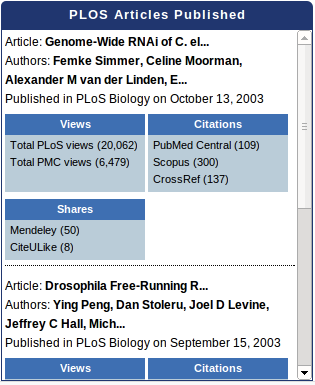 PLOS Articles Published
Article: Genome-Wide RNAi of C. el...
Authors: Femke Simmer, Celine Moorman,
Alexander M van der Linden, E...
Published in PLoS Biology on October 13, 2003
Views
Total PLoS views (20,062)
Total PMC views (6,479)
Citations
PubMed Central (109)
Scopus (300)
CrossRef (137)
Shares
Mendeley (50)
CiteULike (8)
Article: Drosophila Free-Running R...
Authors: Ying Peng, Dan Stoleru, Joel D Levine,
Jeffrey C Hall, Mich...
Published in PLoS Biology on September 15, 2003
Views
Citations